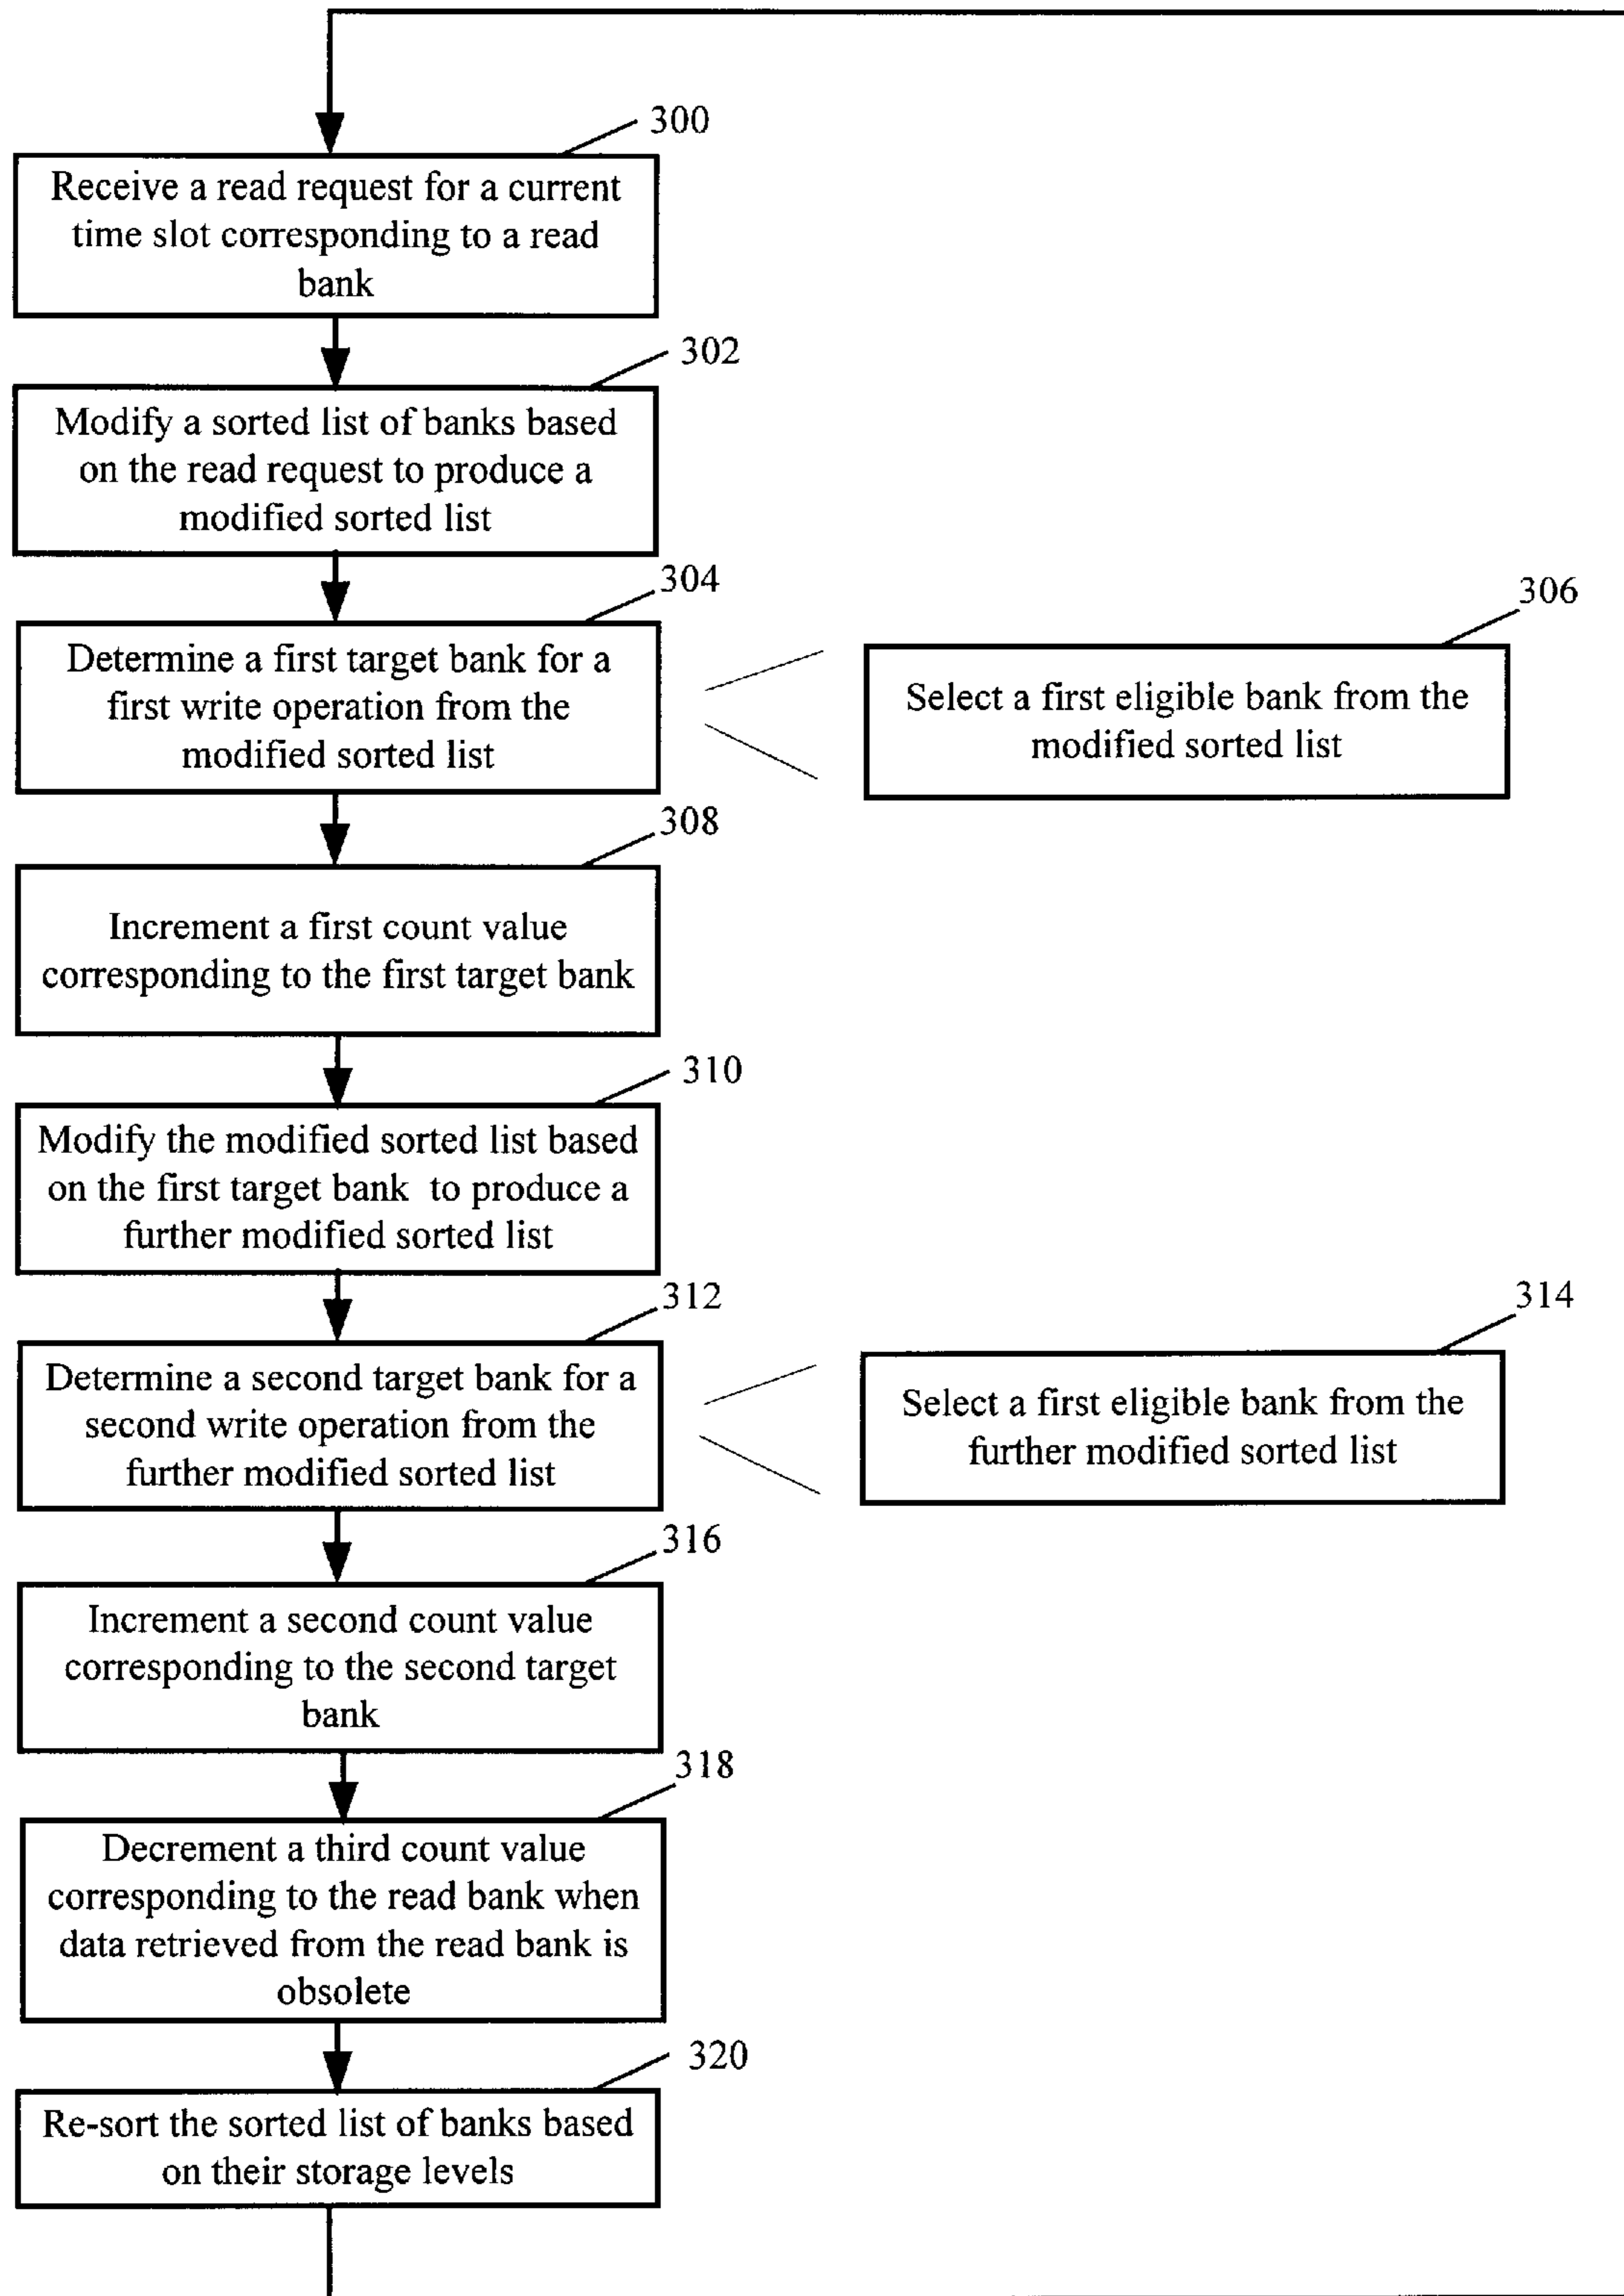 300
Receive a read request for a current
time slot corresponding to a read
bank
302
Modify a sorted list of banks based
on the read request to produce a
modified sorted list
304
Determine a first target bank for a
first write operation from the
modified sorted list
306
Select a first eligible bank from the
modified sorted list
308
Increment a first count value
corresponding to the first target bank
310
Modify the modified sorted list based
on the first target bank to produce a
further modified sorted list
312
Determine a second target bank for a
second write operation from the
further modified sorted list
314
Select a first eligible bank from the
further modified sorted list
316
Increment a second count value
corresponding to the second target
bank
318
Decrement a third count value
corresponding to the read bank when
data retrieved from the read bank is
obsolete
320
Re-sort the sorted list of banks based
on their storage levels